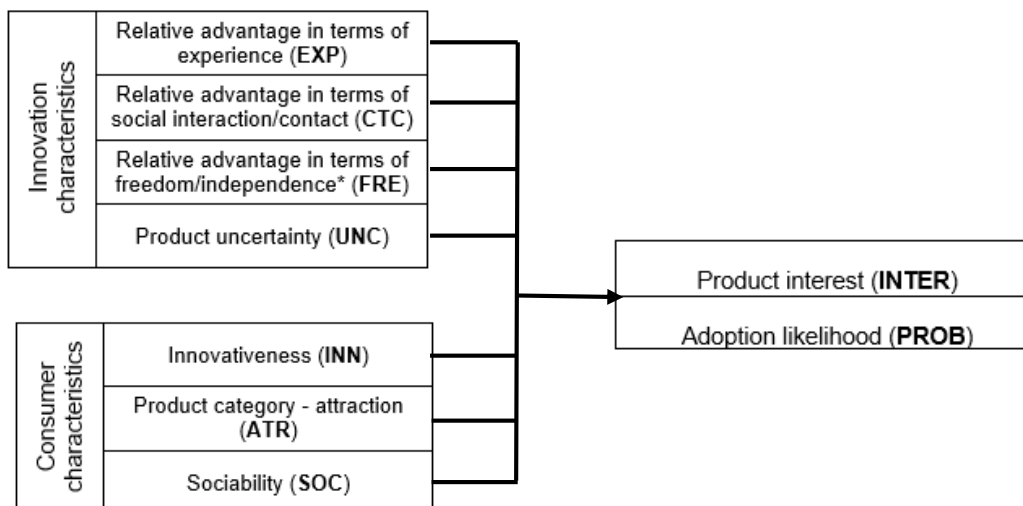 Innovation
characteristics
Relative advantage in terms of
experience (EXP)
Relative advantage in terms of
social interaction/contact (CTC)
Relative advantage in terms of
freedom/independence* (FRE)
Product uncertainty (UNC)
Product interest (INTER)
Adoption likelihood (PROB)
Consumer
characteristics
Innovativeness (INN)
Product category - attraction
(ATR)
Sociability (SOC)